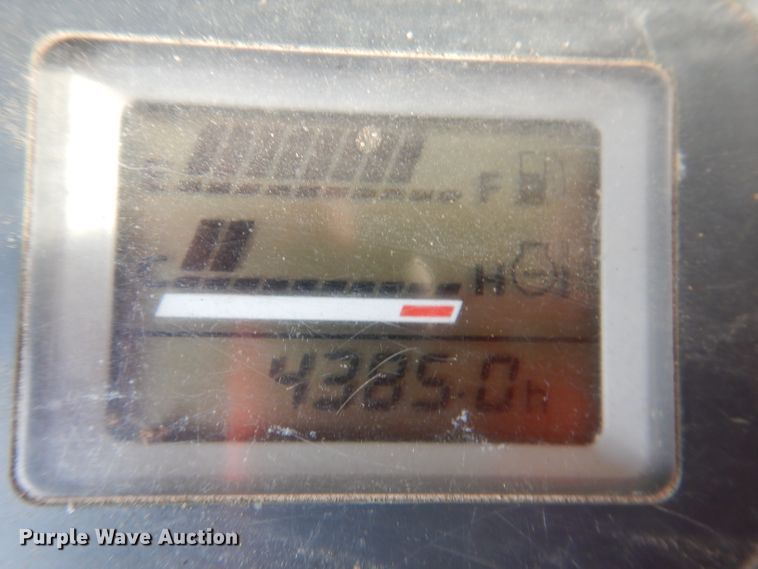 E F
C H
4385.0h
Purple Wave Auction®